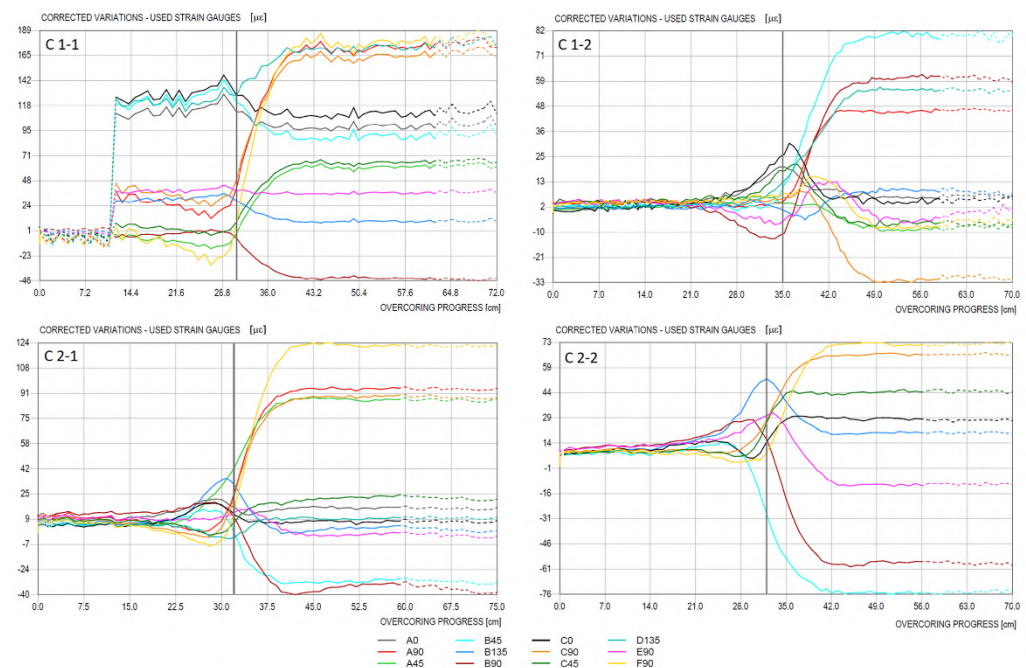 CORRECTED VARIATIONS - USED STRAIN GAUGES [με]
C 1-1
189
165
142
118
95
71
48
24
1
-23
-46
0.0 7.2 14.4 21.6 28.8 36.0 43.2 50.4 57.6 64.8 72.0
OVERCORING PROGRESS [cm]
CORRECTED VARIATIONS - USED STRAIN GAUGES [με]
C 1-2
82
70
59
48
36
25
13
2
-10
-21
-33
0.0 7.0 14.0 21.0 28.0 35.0 42.0 49.0 56.0 63.0 70.0
OVERCORING PROGRESS [cm]
CORRECTED VARIATIONS - USED STRAIN GAUGES [με]
C 2-1
124
108
91
75
58
42
25
9
-7
-24
-40
0.0 7.5 15.0 22.5 30.0 37.5 45.0 52.5 60.0 67.5 75.0
OVERCORING PROGRESS [cm]
CORRECTED VARIATIONS - USED STRAIN GAUGES [με]
C 2-2
73
58
44
29
14
-1
-16
-31
-46
-61
-76
0.0 7.0 14.0 21.0 28.0 35.0 42.0 49.0 56.0 63.0 70.0
OVERCORING PROGRESS [cm]
A0 B45 C0 D135
A90 B135 C90 E90
A45 B90 C45 F90